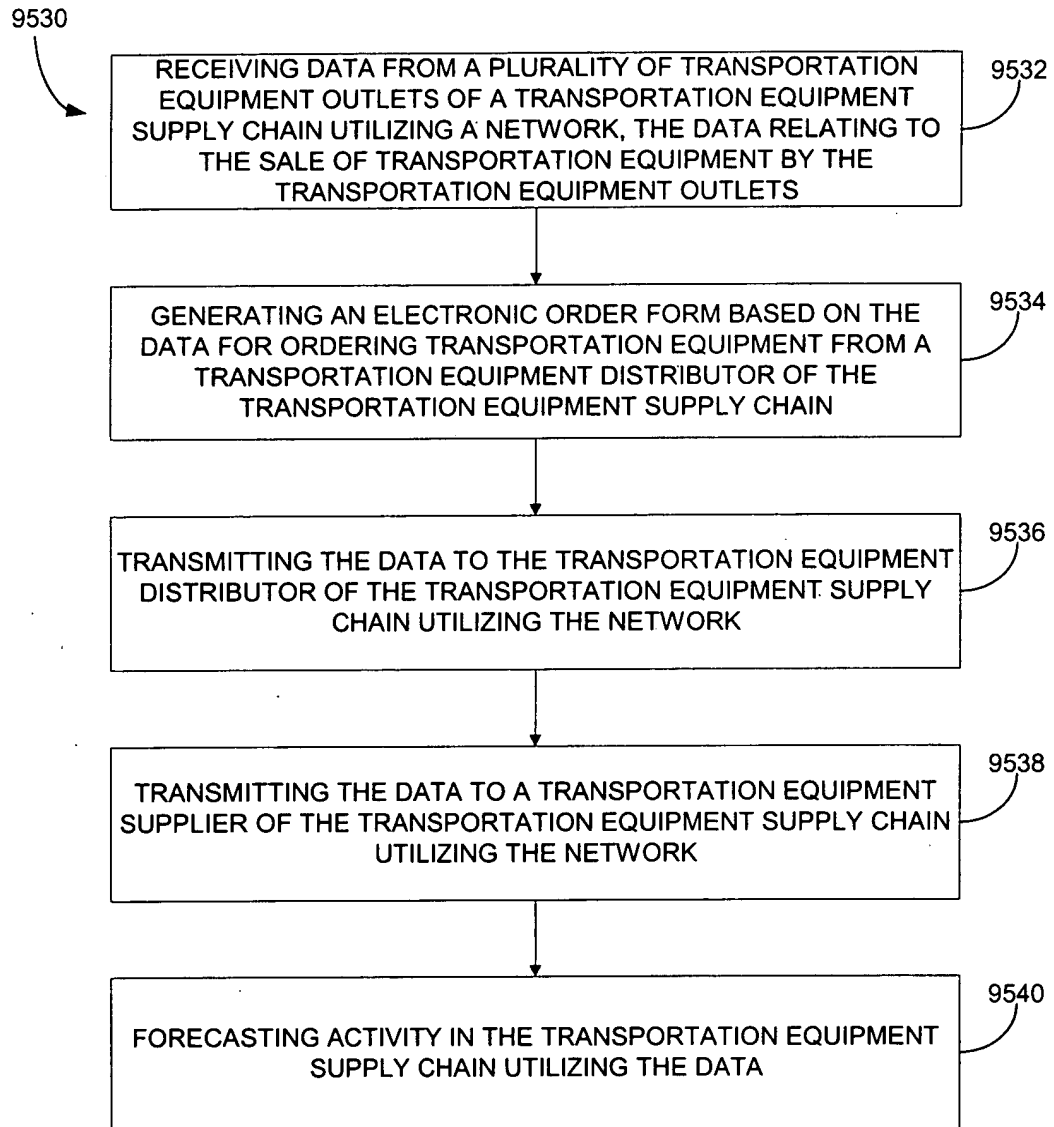 9530
RECEIVING DATA FROM A PLURALITY OF TRANSPORTATION
EQUIPMENT OUTLETS OF A TRANSPORTATION EQUIPMENT
SUPPLY CHAIN UTILIZING A NETWORK, THE DATA RELATING TO
THE SALE OF TRANSPORTATION EQUIPMENT BY THE
TRANSPORTATION EQUIPMENT OUTLETS
9532
GENERATING AN ELECTRONIC ORDER FORM BASED ON THE
DATA FOR ORDERING TRANSPORTATION EQUIPMENT FROM A
TRANSPORTATION EQUIPMENT DISTRIBUTOR OF THE
TRANSPORTATION EQUIPMENT SUPPLY CHAIN
9534
TRANSMITTING THE DATA TO THE TRANSPORTATION EQUIPMENT
DISTRIBUTOR OF THE TRANSPORTATION EQUIPMENT SUPPLY
CHAIN UTILIZING THE NETWORK
9536
TRANSMITTING THE DATA TO A TRANSPORTATION EQUIPMENT
SUPPLIER OF THE TRANSPORTATION EQUIPMENT SUPPLY CHAIN
UTILIZING THE NETWORK
9538
FORECASTING ACTIVITY IN THE TRANSPORTATION EQUIPMENT
SUPPLY CHAIN UTILIZING THE DATA
9540